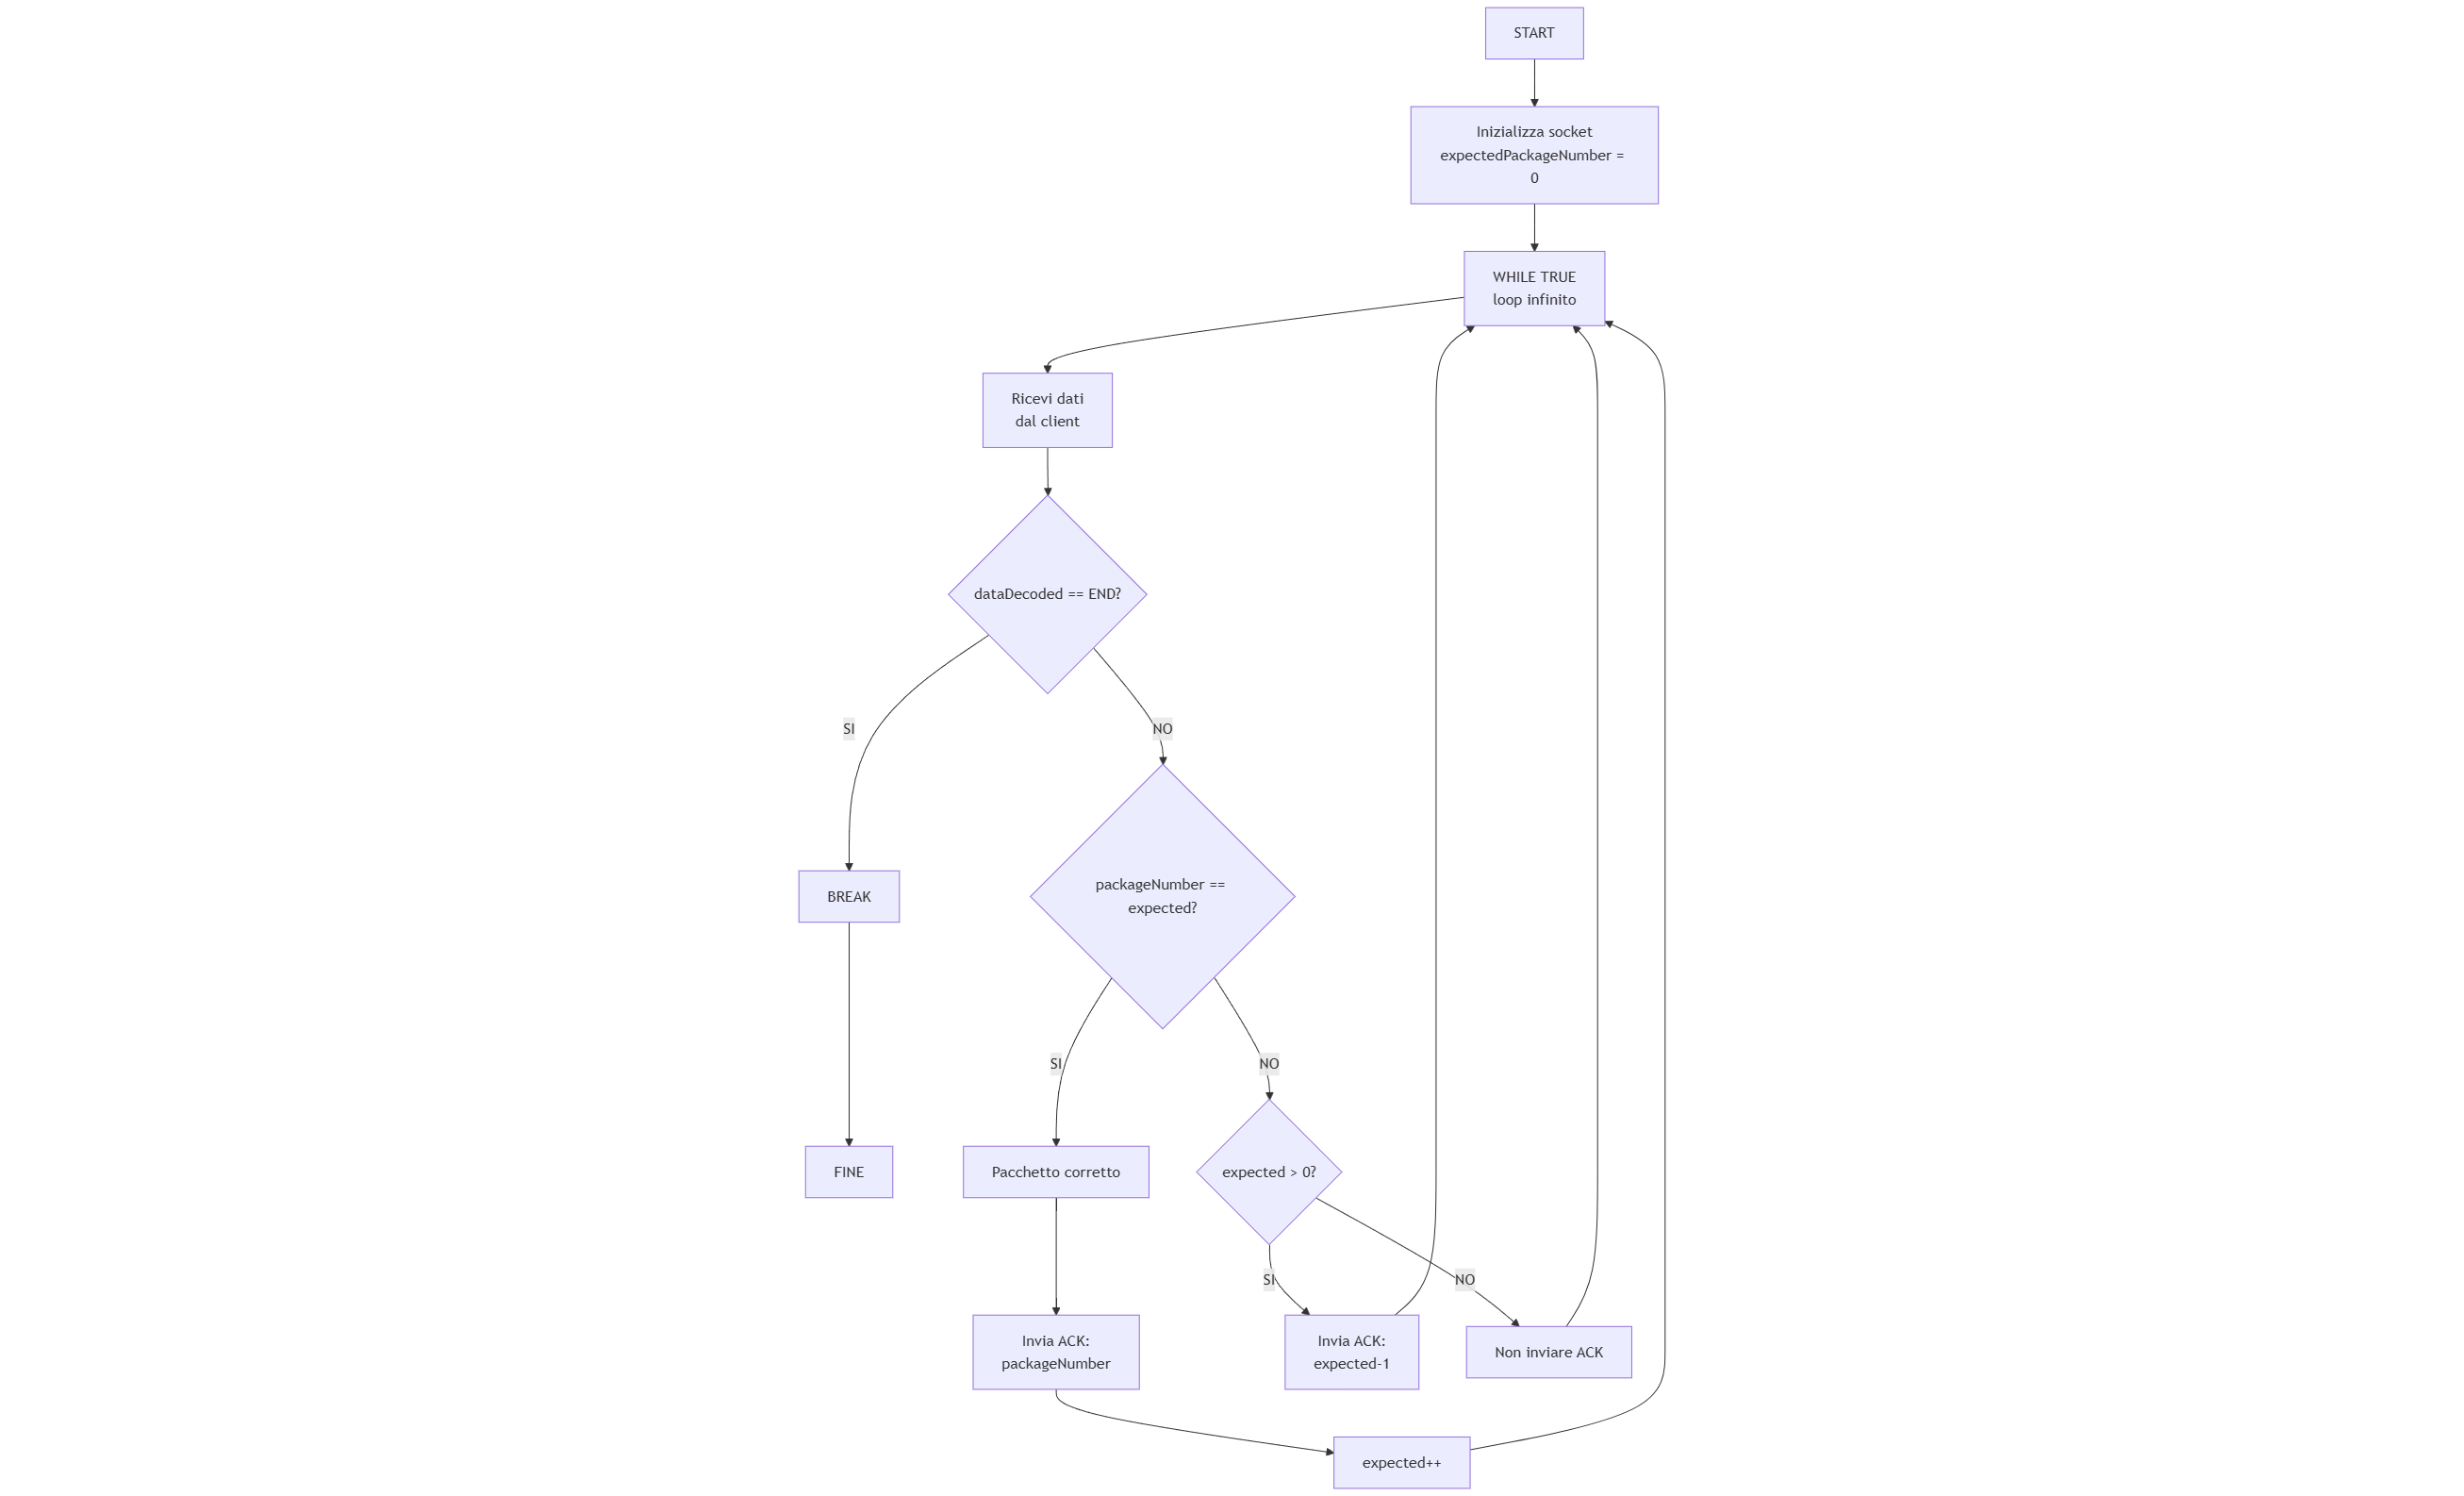 START
Inizializza socket
expectedPackageNumber =
0
WHILE TRUE
loop infinito
Ricevi dati
dal client
dataDecoded == END?
SI
NO
BREAK
packageNumber ==
expected?
SI
NO
FINE
Pacchetto corretto
expected > 0?
SI
NO
Invia ACK:
packageNumber
Invia ACK:
expected-1
Non inviare ACK
expected++